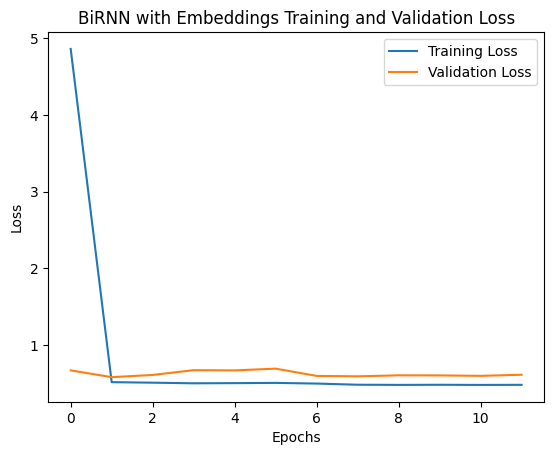 BiRNN with Embeddings Training and Validation Loss
5
4
3
2
1
Loss
Training Loss
Validation Loss
0
2
4
6
8
10
Epochs